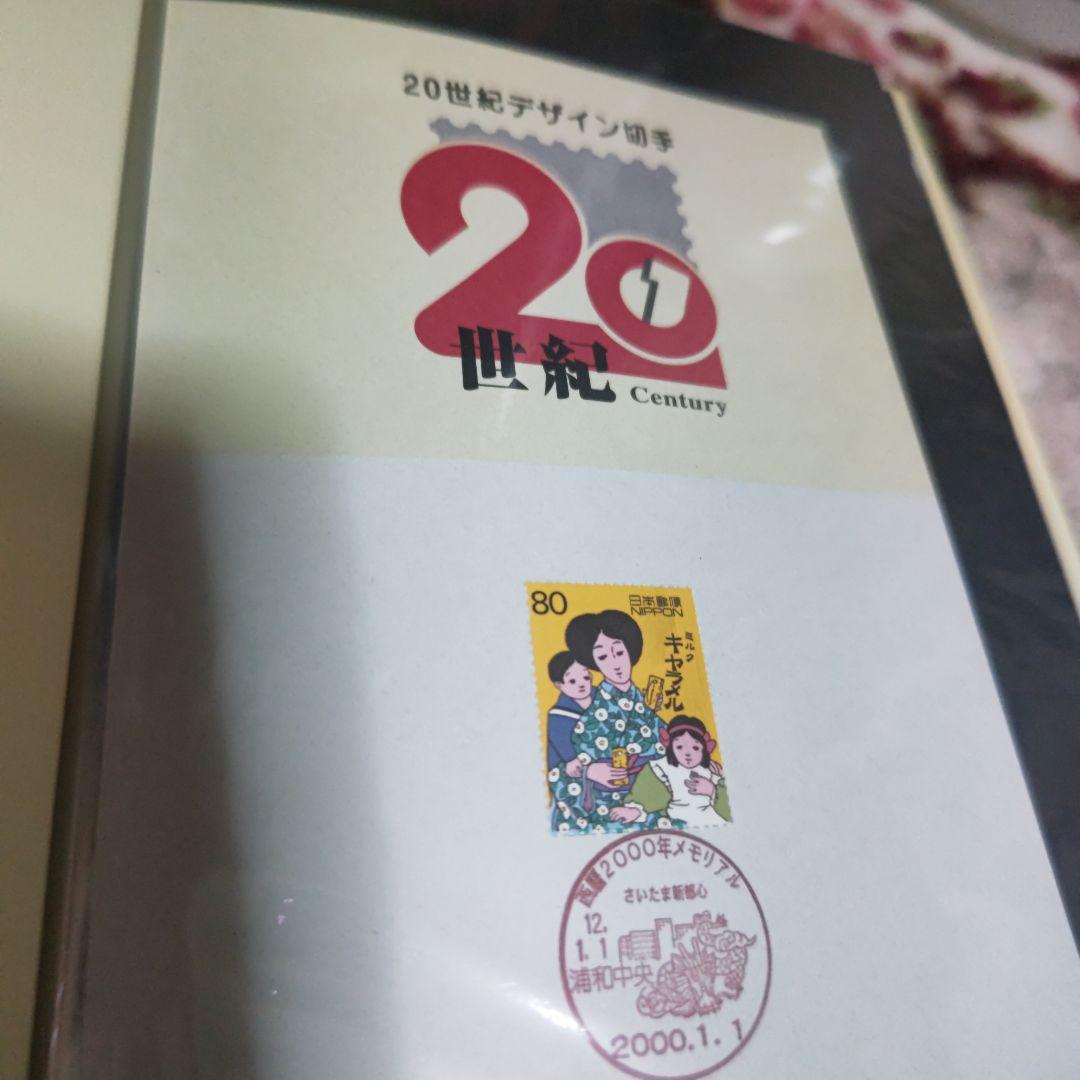 20世紀デザイン切手
20
世紀 Century
80
日本郵便
NIPPON
ミルク
キャラメル
西暦2000年メモリアル
さいたま新都心
12.
1.1
浦和中央
2000.1.1